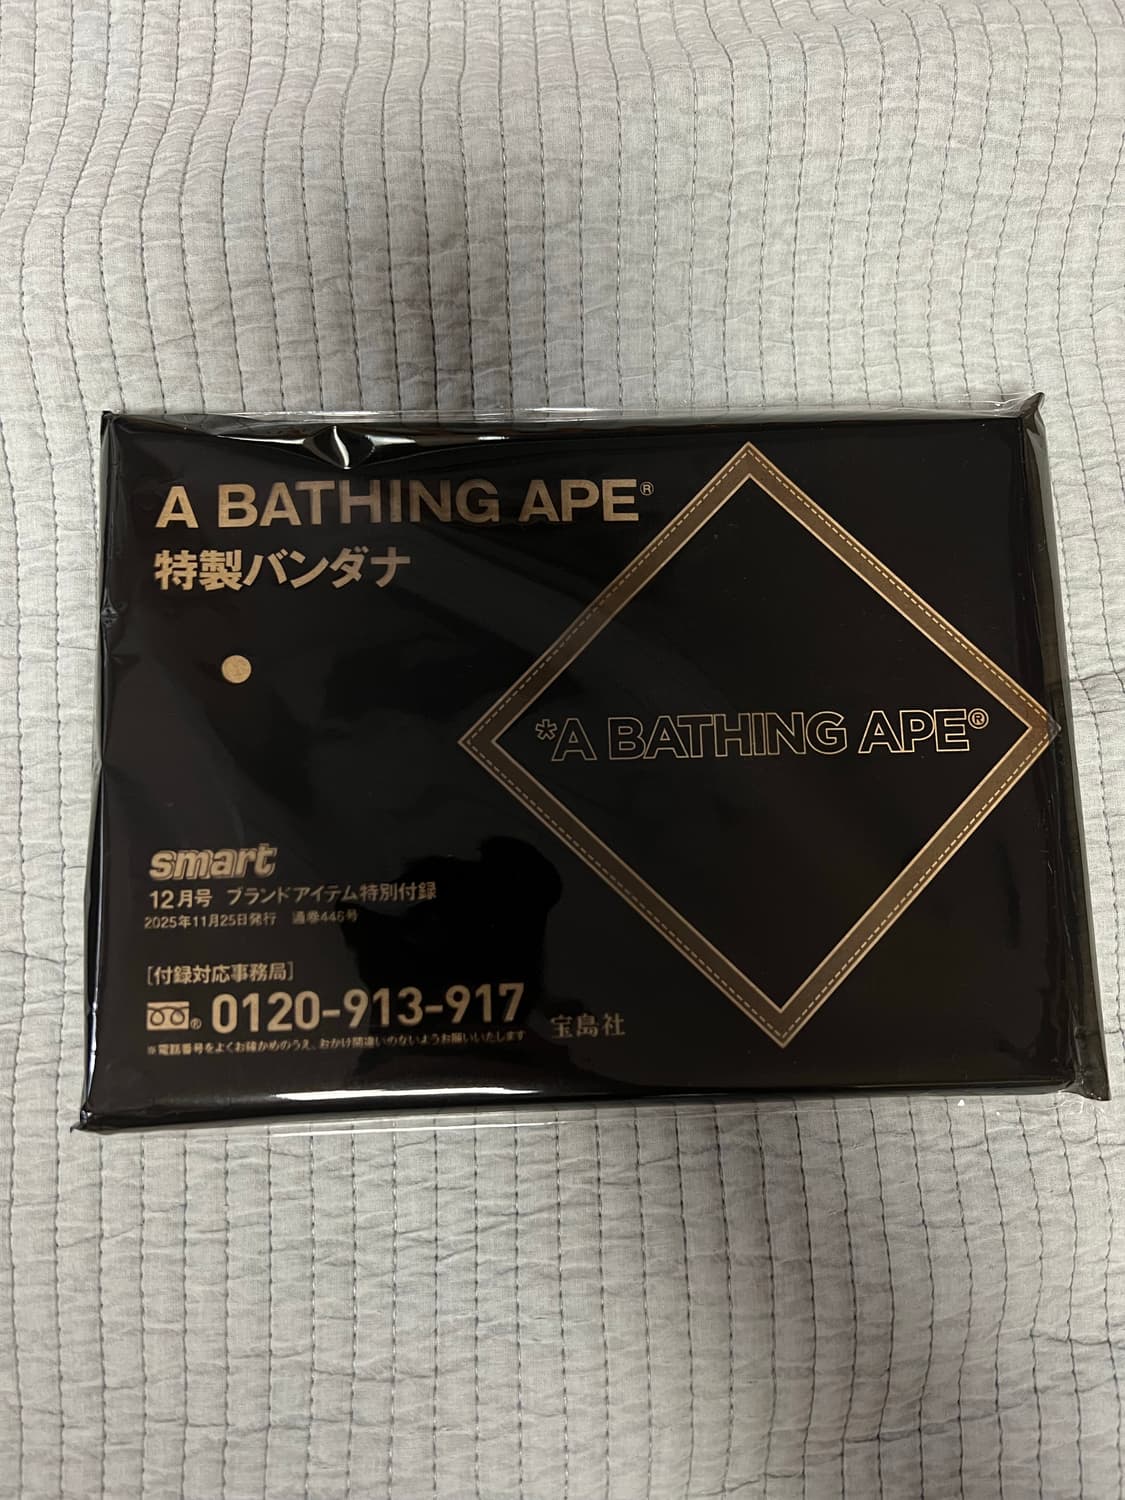 A BATHING APE®
特製バンダナ
*A BATHING APE®
smart
12月号 ブランドアイテム特別付録
2025年11月25日発行 通巻446号
[付録対応事務局]
® 0120-913-917
※電話番号をよくお確かめのうえ、おかけ間違いのないようお願いいたします
宝島社